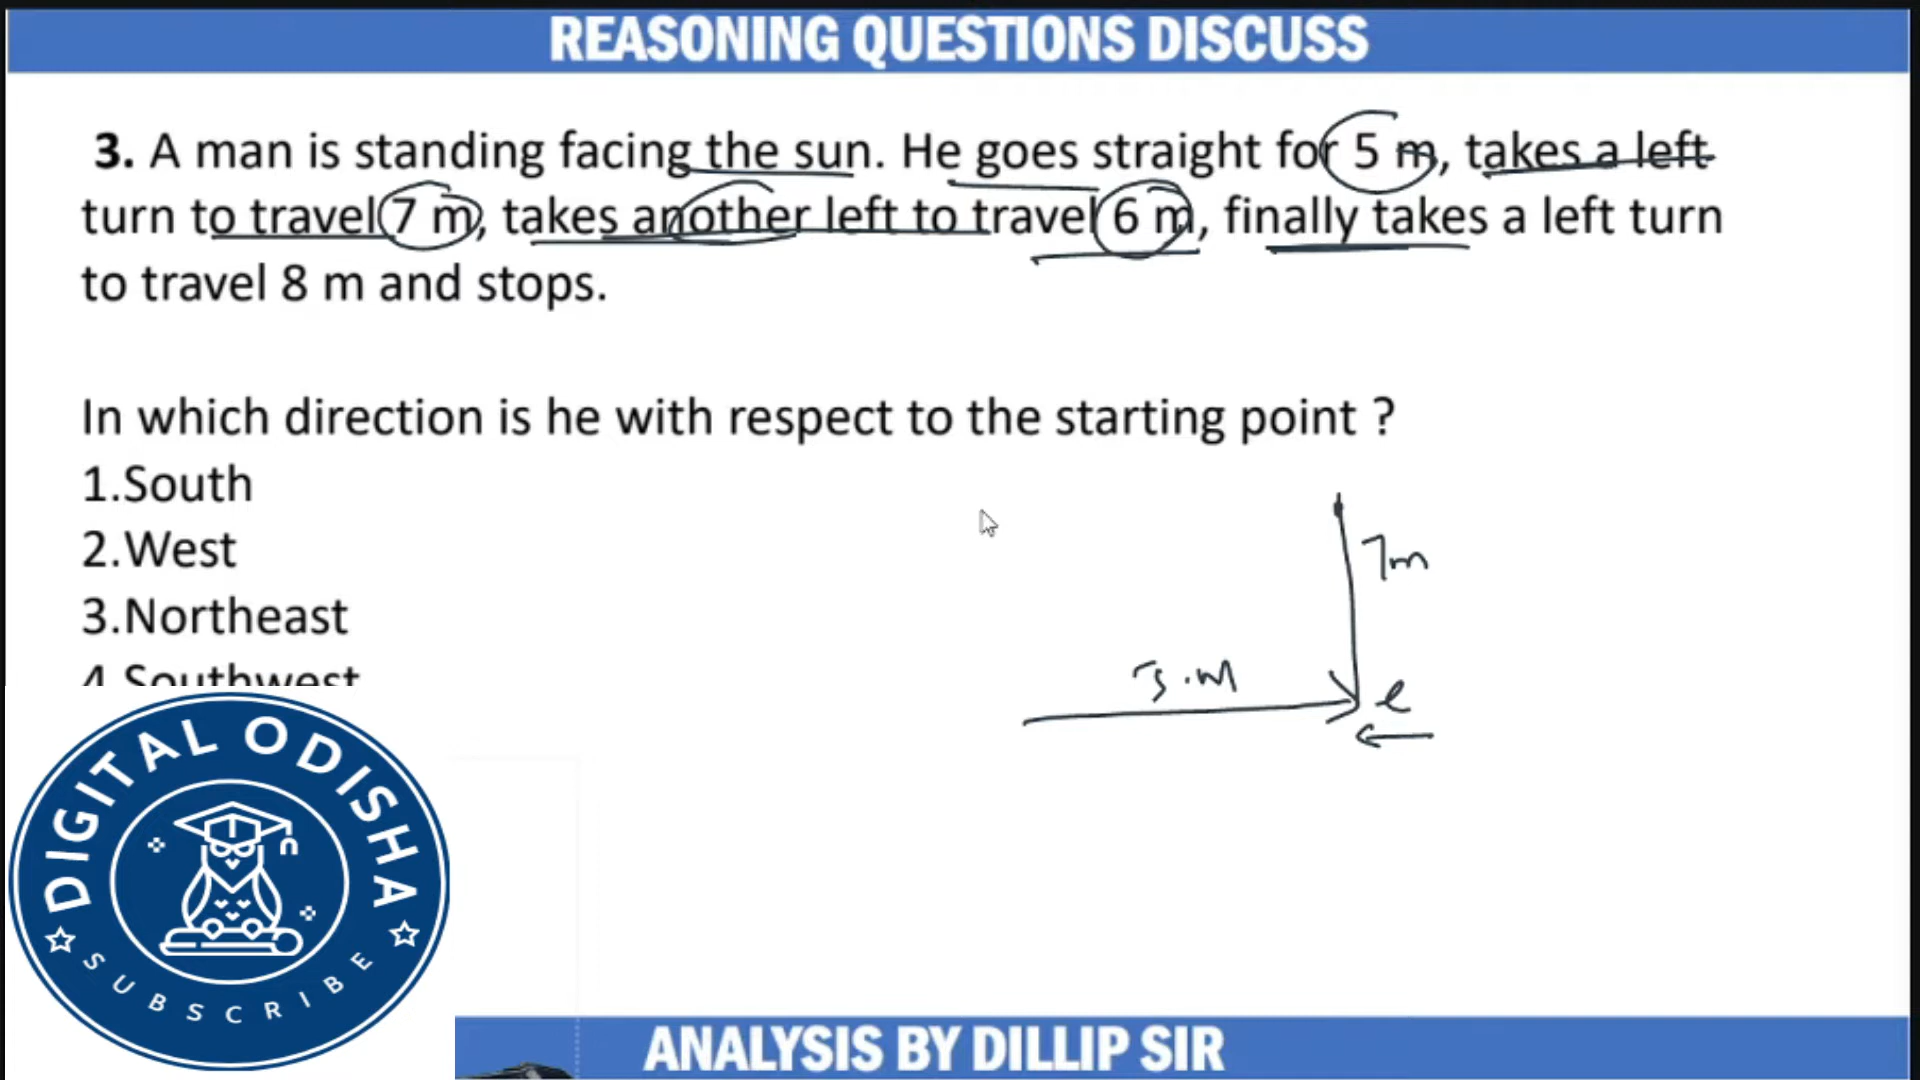 REASONING QUESTIONS DISCUSS
3. A man is standing facing the sun. He goes straight for 5 m, takes a left
turn to travel 7 m, takes another left to travel 6 m, finally takes a left turn
to travel 8 m and stops.
In which direction is he with respect to the starting point ?
1.South
2.West
3.Northeast
4.Southwest
7m
5.M
e
DIGITAL ODISHA
SUBSCRIBE
ANALYSIS BY DILLIP SIR